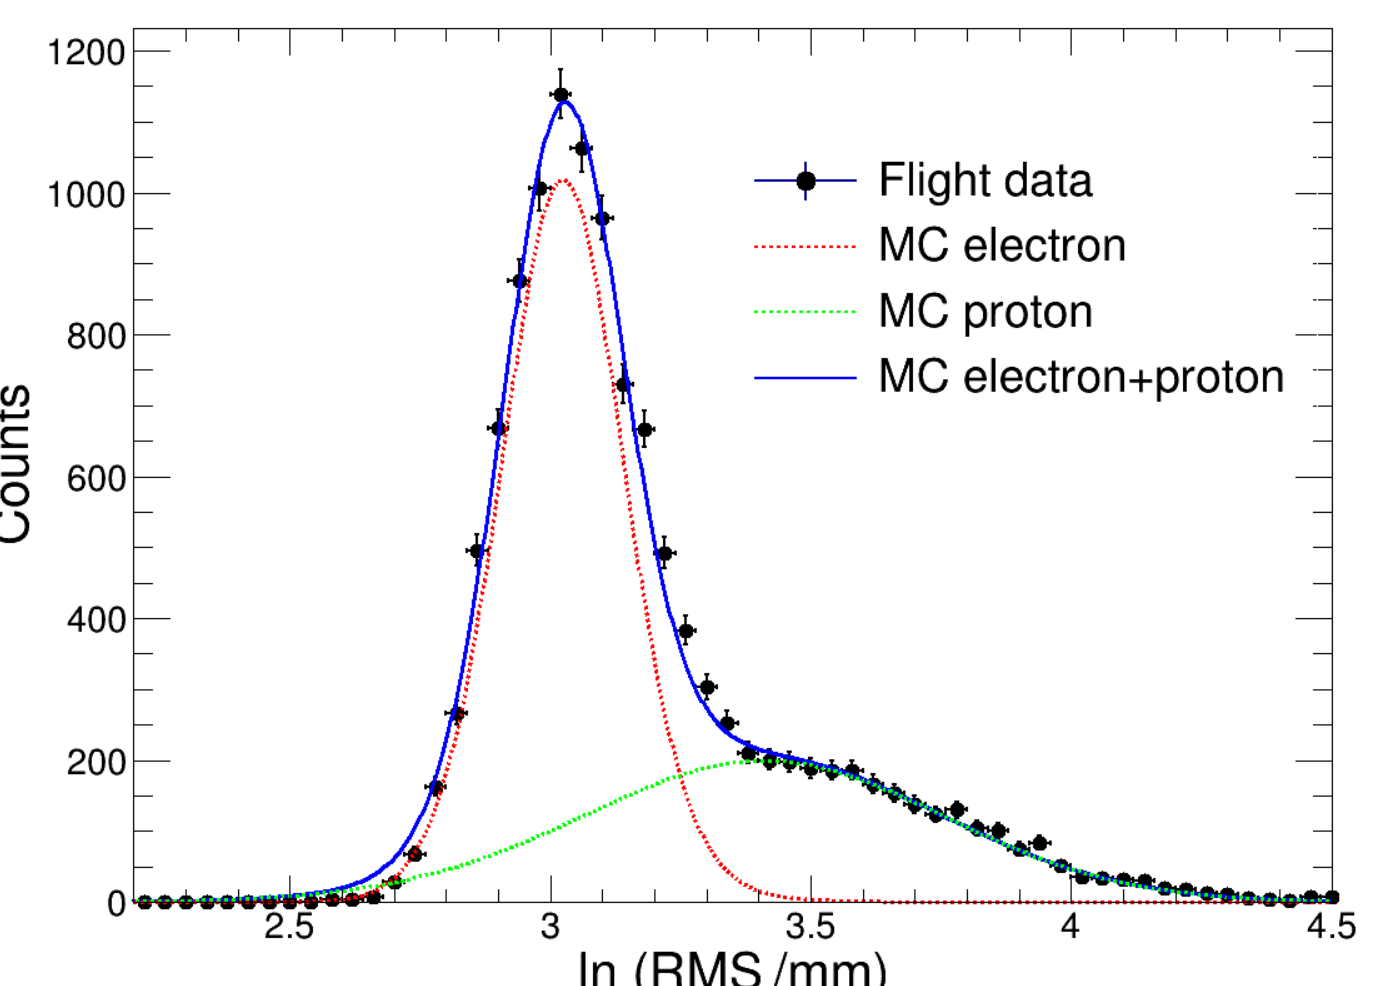 1200
1000
800
600
400
200
0
Counts
Flight data
MC electron
MC proton
MC electron+proton
2.5 3 3.5 4 4.5
ln (RMS /mm)